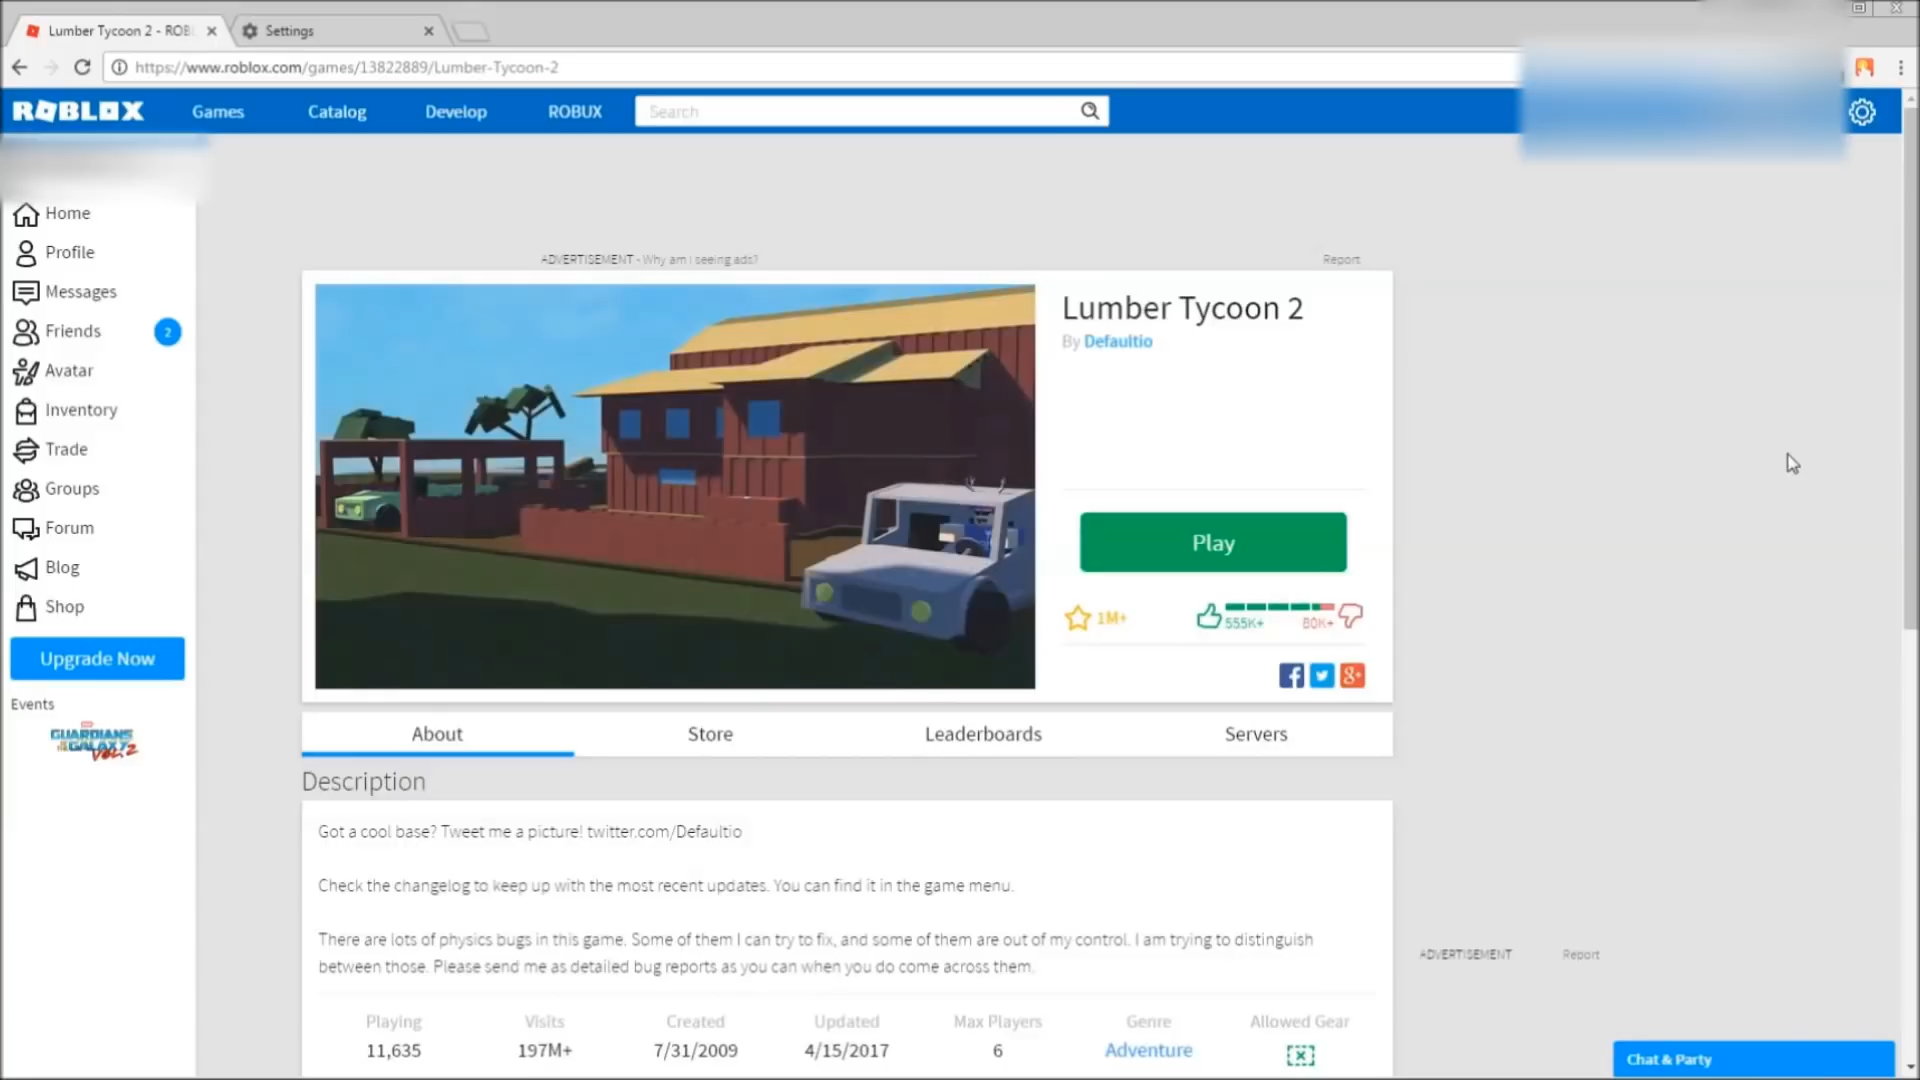 Lumber Tycoon 2 - ROB
Settings
https://www.roblox.com/games/13822889/Lumber-Tycoon-2
ROBLOX
Games
Catalog
Develop
ROBUX
Search
Home
Profile
Messages
Friends
2
Avatar
Inventory
Trade
Groups
Forum
Blog
Shop
Upgrade Now
Events
GUARDIANS
OF THE GALAXY
VOL. 2
ADVERTISEMENT - Why am I seeing ads?
Report
Lumber Tycoon 2
By Defaultio
Play
1M+
555K+
80K+
About
Store
Leaderboards
Servers
Description
Got a cool base? Tweet me a picture! twitter.com/Defaultio
Check the changelog to keep up with the most recent updates. You can find it in the game menu.
There are lots of physics bugs in this game. Some of them I can try to fix, and some of them are out of my control. I am trying to distinguish
between those. Please send me as detailed bug reports as you can when you do come across them.
Playing
Visits
Created
Updated
Max Players
Genre
Allowed Gear
11,635
197M+
7/31/2009
4/15/2017
6
Adventure
ADVERTISEMENT
Report
Chat & Party